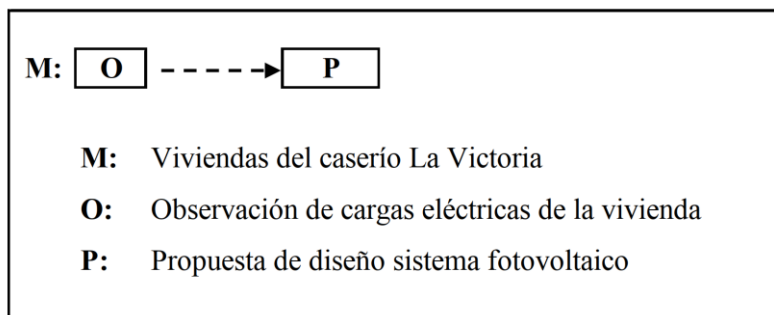 M: O P
M: Viviendas del caserío La Victoria
O: Observación de cargas eléctricas de la vivienda
P: Propuesta de diseño sistema fotovoltaico